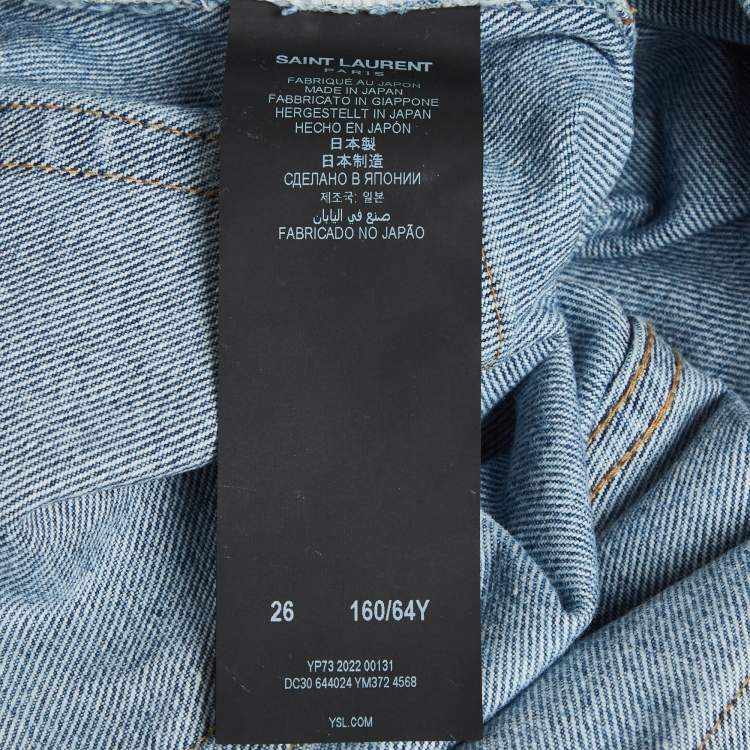 SAINT LAURENT
PARIS
FABRIQUÉ AU JAPON
MADE IN JAPAN
FABBRICATO IN GIAPPONE
HERGESTELLT IN JAPAN
HECHO EN JAPÓN
日本製
日本制造
СДЕЛАНО В ЯПОНИИ
제조국: 일본
صنع في اليابان
FABRICADO NO JAPÃO
26 160/64Y
YP73 2022 00131
DC30 644024 YM372 4568
YSL.COM